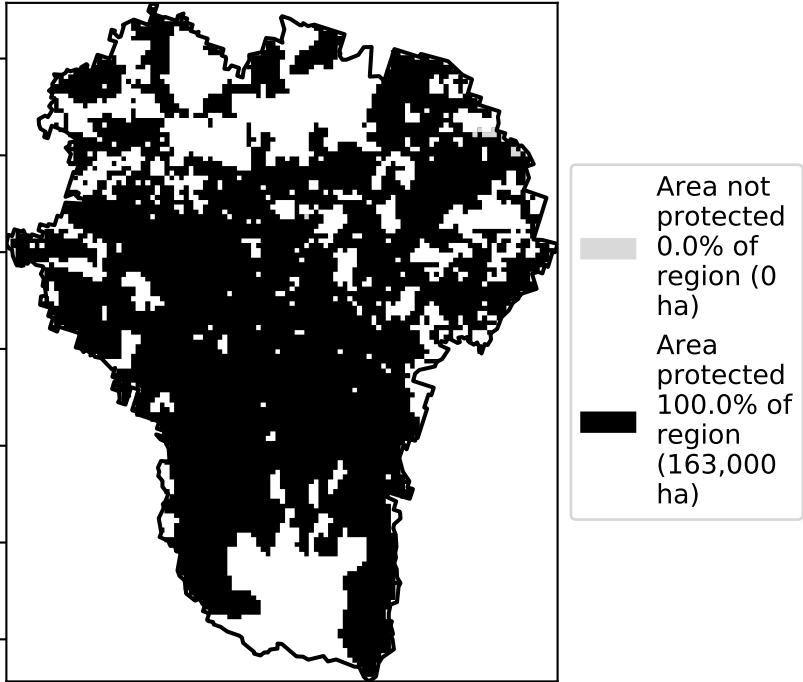 Area not
protected
0.0% of
region (0
ha)
Area
protected
100.0% of
region
(163,000
ha)